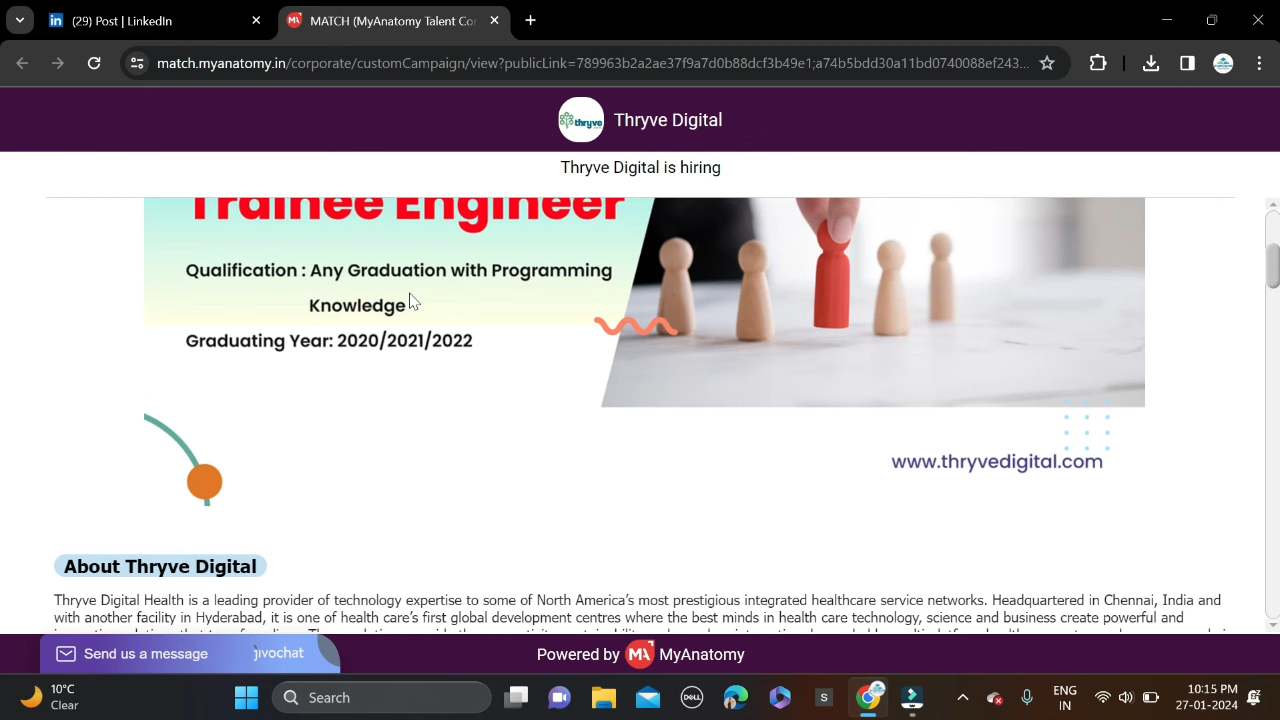 (29) Post | LinkedIn
MATCH (MyAnatomy Talent Cor
match.myanatomy.in/corporate/customCampaign/view?publicLink=789963b2a2ae37f9a7d0b88dcf3b49e1;a74b5bdd30a11bd0740088ef243...
thryve
Thryve Digital
Thryve Digital is hiring
Trainee Engineer
Qualification : Any Graduation with Programming
Knowledge
Graduating Year: 2020/2021/2022
www.thryvedigital.com
About Thryve Digital
Thryve Digital Health is a leading provider of technology expertise to some of North America's most prestigious integrated healthcare service networks. Headquartered in Chennai, India and
with another facility in Hyderabad, it is one of health care's first global development centres where the best minds in health care technology, science and business create powerful and
Send us a message jivochat
Powered by MA MyAnatomy
10°C
Clear
Search
DELL
S
ENG
IN
10:15 PM
27-01-2024